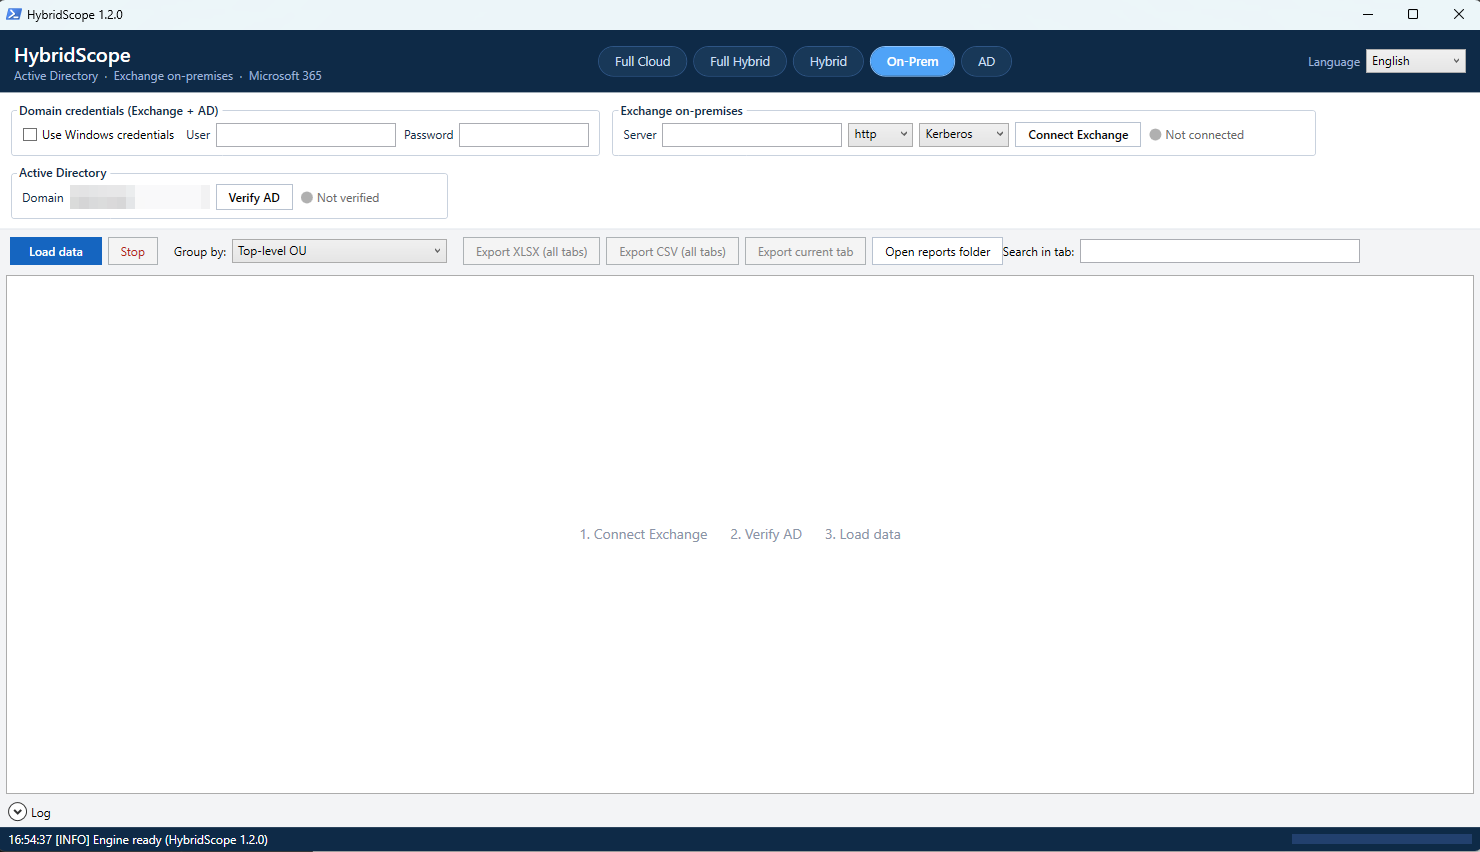 HybridScope 1.2.0
HybridScope
Active Directory · Exchange on-premises · Microsoft 365
Full Cloud Full Hybrid Hybrid On-Prem AD
Language English
Domain credentials (Exchange + AD)
Use Windows credentials User Password
Exchange on-premises
Server http Kerberos Connect Exchange Not connected
Active Directory
Domain Verify AD Not verified
Load data Stop Group by: Top-level OU Export XLSX (all tabs) Export CSV (all tabs) Export current tab Open reports folder Search in tab:
1. Connect Exchange 2. Verify AD 3. Load data
Log
16:54:37 [INFO] Engine ready (HybridScope 1.2.0)